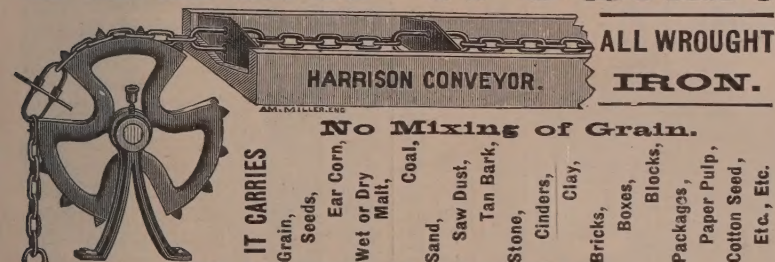 ALL WROUGHT
IRON.
HARRISON CONVEYOR.
AM. MILLER. ENG
No Mixing of Grain.
IT CARRIES
Grain,
Seeds,
Ear Corn,
Wet or Dry
Malt,
Coal,
Sand,
Saw Dust,
Tan Bark,
Stone,
Cinders,
Clay,
Bricks,
Boxes,
Blocks,
Packages,
Paper Pulp,
Cotton Seed,
Etc., Etc.